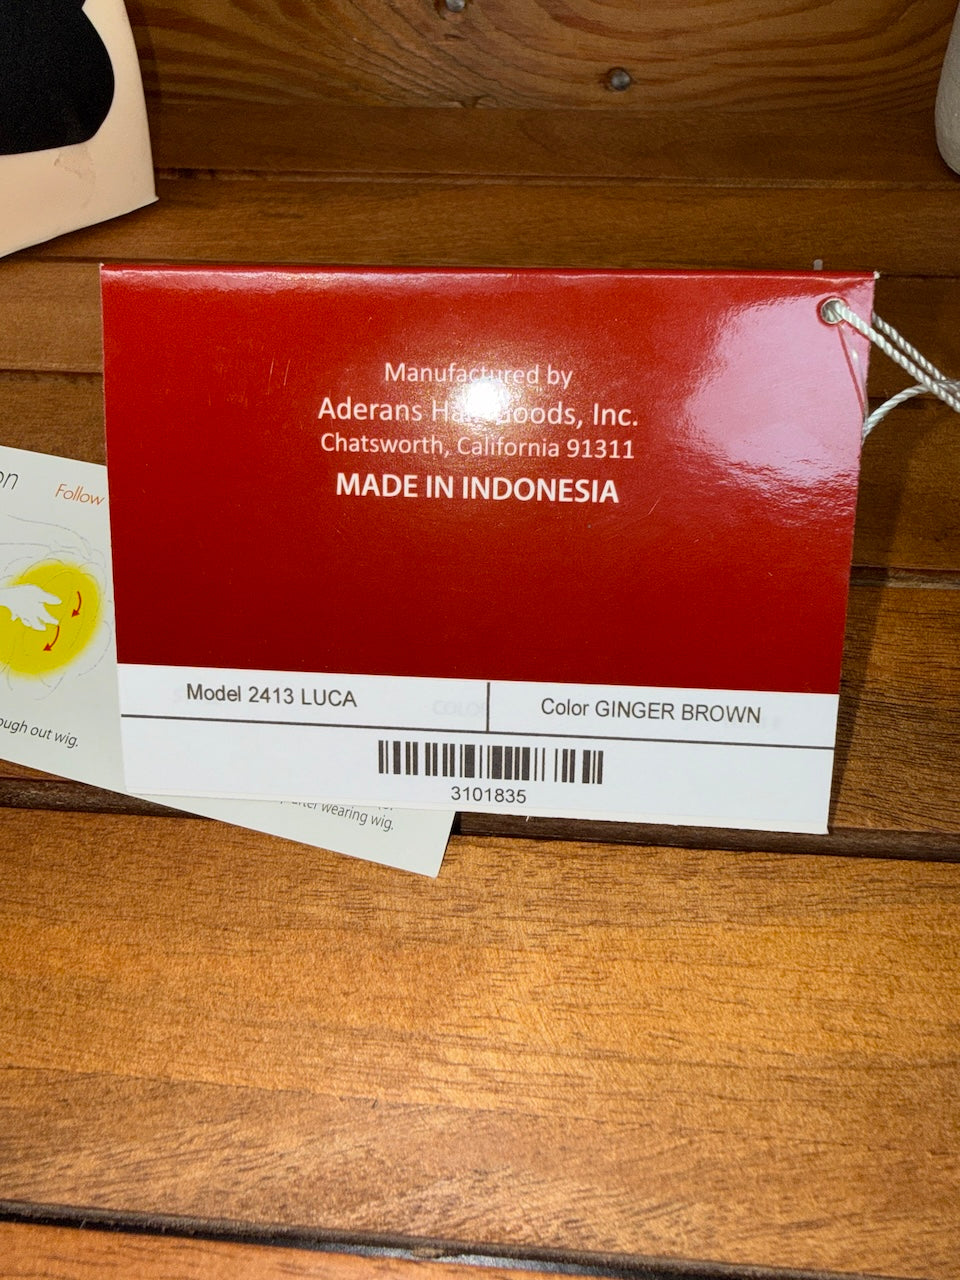 Manufactured by
Aderans Hair Goods, Inc.
Chatsworth, California 91311
MADE IN INDONESIA
Model 2413 LUCA
Color GINGER BROWN
3101835
on
Follow
ough out wig.
after wearing wig.